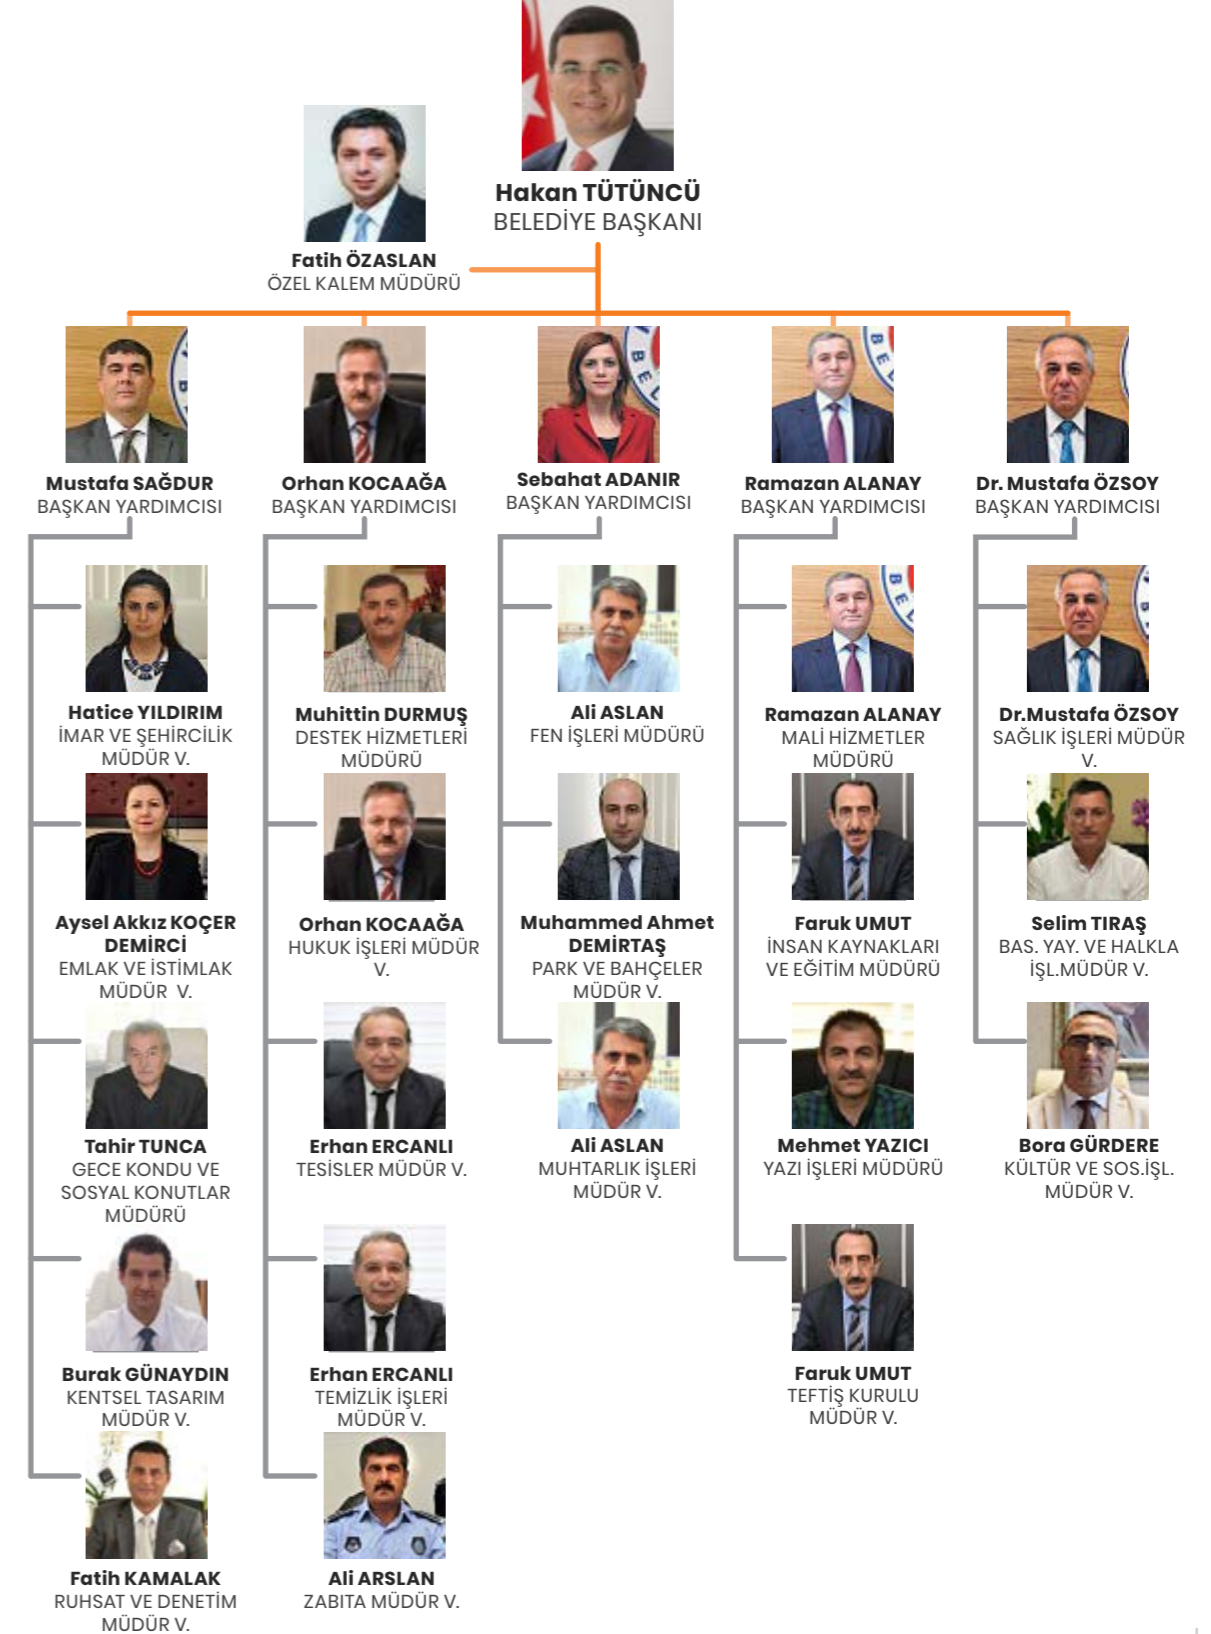 Hakan TÜTÜNCÜ
BELEDİYE BAŞKANI
Fatih ÖZASLAN
ÖZEL KALEM MÜDÜRÜ
Mustafa SAĞDUR
BAŞKAN YARDIMCISI
Hatice YILDIRIM
İMAR VE ŞEHİRCİLİK
MÜDÜR V.
Aysel Akkız KOÇER
DEMİRCİ
EMLAK VE İSTİMLAK
MÜDÜR V.
Tahir TUNCA
GECE KONDU VE
SOSYAL KONUTLAR
MÜDÜRÜ
Burak GÜNAYDIN
KENTSEL TASARIM
MÜDÜR V.
Fatih KAMALAK
RUHSAT VE DENETİM
MÜDÜR V.
Orhan KOCAAĞA
BAŞKAN YARDIMCISI
Muhittin DURMUŞ
DESTEK HİZMETLERİ
MÜDÜRÜ
Orhan KOCAAĞA
HUKUK İŞLERİ MÜDÜR
V.
Erhan ERCANLI
TESİSLER MÜDÜR V.
Erhan ERCANLI
TEMİZLİK İŞLERİ
MÜDÜR V.
Ali ARSLAN
ZABITA MÜDÜR V.
Sebahat ADANIR
BAŞKAN YARDIMCISI
Ali ASLAN
FEN İŞLERİ MÜDÜRÜ
Muhammed Ahmet
DEMİRTAŞ
PARK VE BAHÇELER
MÜDÜR V.
Ali ASLAN
MUHTARLIK İŞLERİ
MÜDÜR V.
Ramazan ALANAY
BAŞKAN YARDIMCISI
Ramazan ALANAY
MALİ HİZMETLER
MÜDÜRÜ
Faruk UMUT
İNSAN KAYNAKLARI
VE EĞİTİM MÜDÜRÜ
Mehmet YAZICI
YAZI İŞLERİ MÜDÜRÜ
Faruk UMUT
TEFTİŞ KURULU
MÜDÜR V.
Dr. Mustafa ÖZSOY
BAŞKAN YARDIMCISI
Dr.Mustafa ÖZSOY
SAĞLIK İŞLERİ MÜDÜR
V.
Selim TIRAŞ
BAS. YAY. VE HALKLA
İŞL.MÜDÜR V.
Bora GÜRDERE
KÜLTÜR VE SOS.İŞL.
MÜDÜR V.